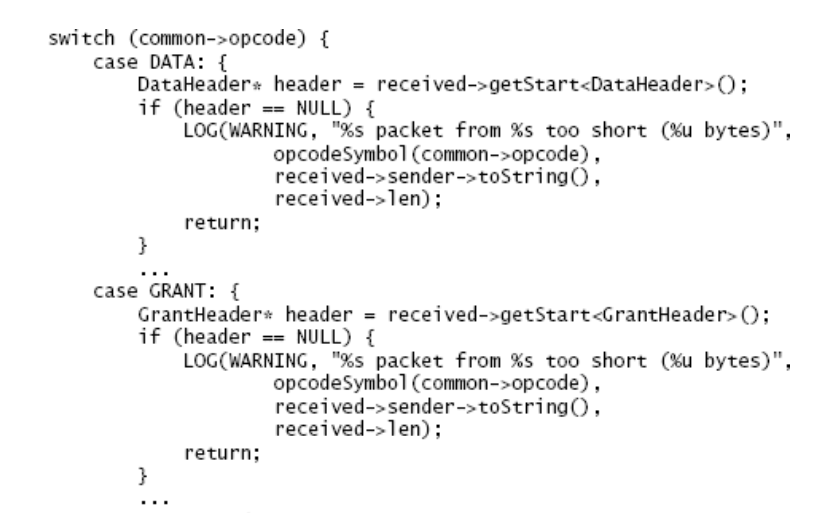 switch (common->opcode) {
    case DATA: {
        DataHeader* header = received->getStart<DataHeader>();
        if (header == NULL) {
            LOG(WARNING, "%s packet from %s too short (%u bytes)",
                    opcodeSymbol(common->opcode),
                    received->sender->toString(),
                    received->len);
            return;
        }
        ...
    case GRANT: {
        GrantHeader* header = received->getStart<GrantHeader>();
        if (header == NULL) {
            LOG(WARNING, "%s packet from %s too short (%u bytes)",
                    opcodeSymbol(common->opcode),
                    received->sender->toString(),
                    received->len);
            return;
        }
        ...